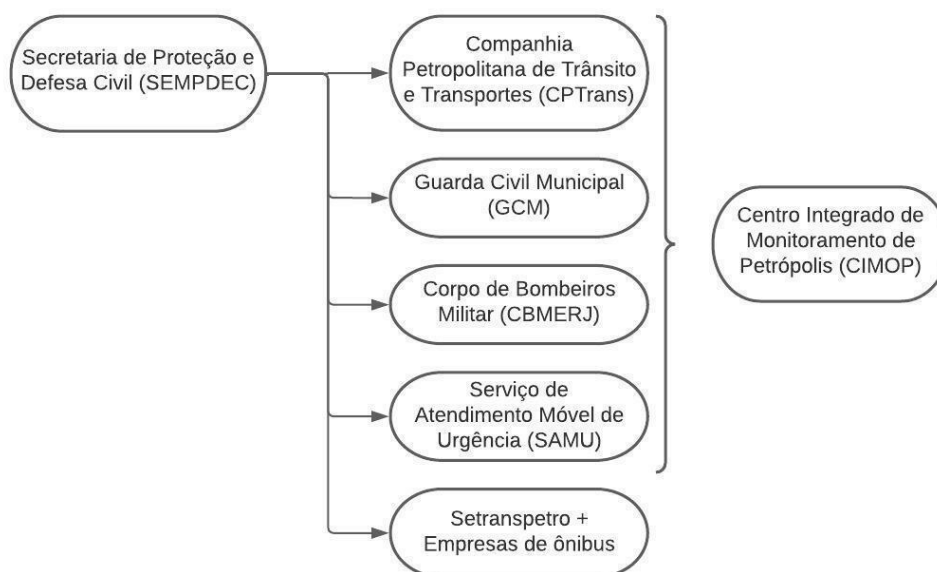 Secretaria de Proteção e
Defesa Civil (SEMPDEC)
Companhia
Petropolitana de Trânsito
e Transportes (CPTrans)
Guarda Civil Municipal
(GCM)
Corpo de Bombeiros
Militar (CBMERJ)
Serviço de
Atendimento Móvel de
Urgência (SAMU)
Setranspetro +
Empresas de ônibus
Centro Integrado de
Monitoramento de
Petrópolis (CIMOP)